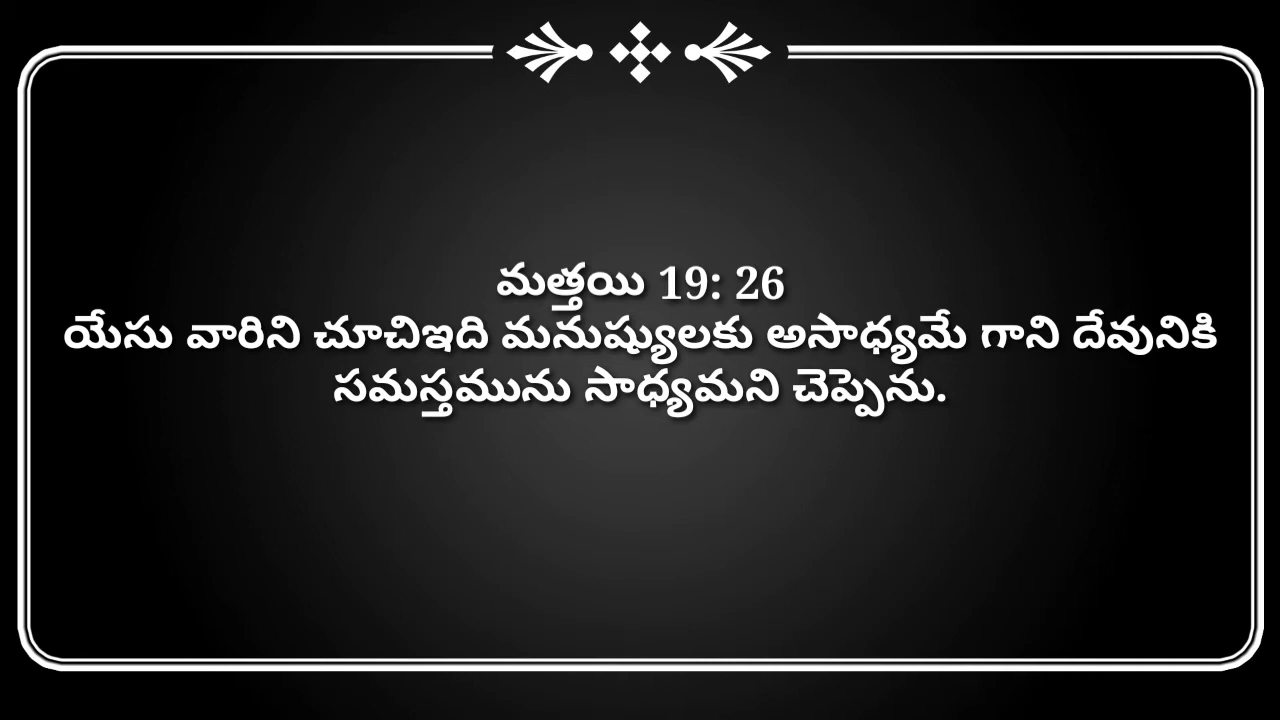 మత్తయి 19: 26
యేసు వారిని చూచిఇది మనుష్యులకు అసాధ్యమే గాని దేవునికి
సమస్తమును సాధ్యమని చెప్పెను.